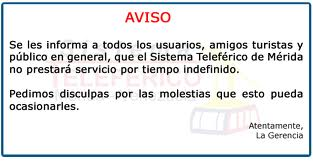 AVISO
Se les informa a todos los usuarios, amigos turistas y
público en general, que el Sistema Teleférico de Mérida
no prestará servicio por tiempo indefinido.
TELEFÉRICO
Pedimos disculpas por las molestias que esto pueda
ocasionarles.
Atentamente,
La Gerencia